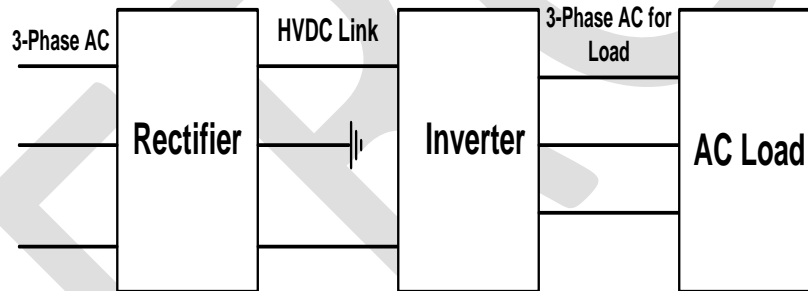 3-Phase AC
HVDC Link
3-Phase AC for
Load
Rectifier
Inverter
AC Load